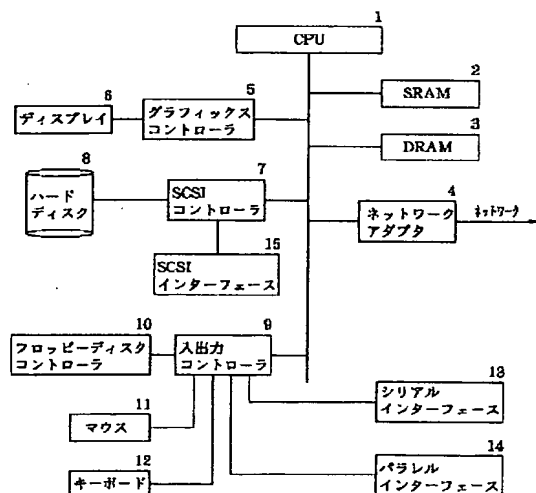 1
CPU
2
SRAM
3
DRAM
6
ディスプレイ
5
グラフィックス
コントローラ
8
ハード
ディスク
7
SCSI
コントローラ
4
ネットワーク
アダプタ
ネットワーク
15
SCSI
インターフェース
10
フロッピーディスク
コントローラ
9
入出力
コントローラ
11
マウス
12
キーボード
13
シリアル
インターフェース
14
パラレル
インターフェース